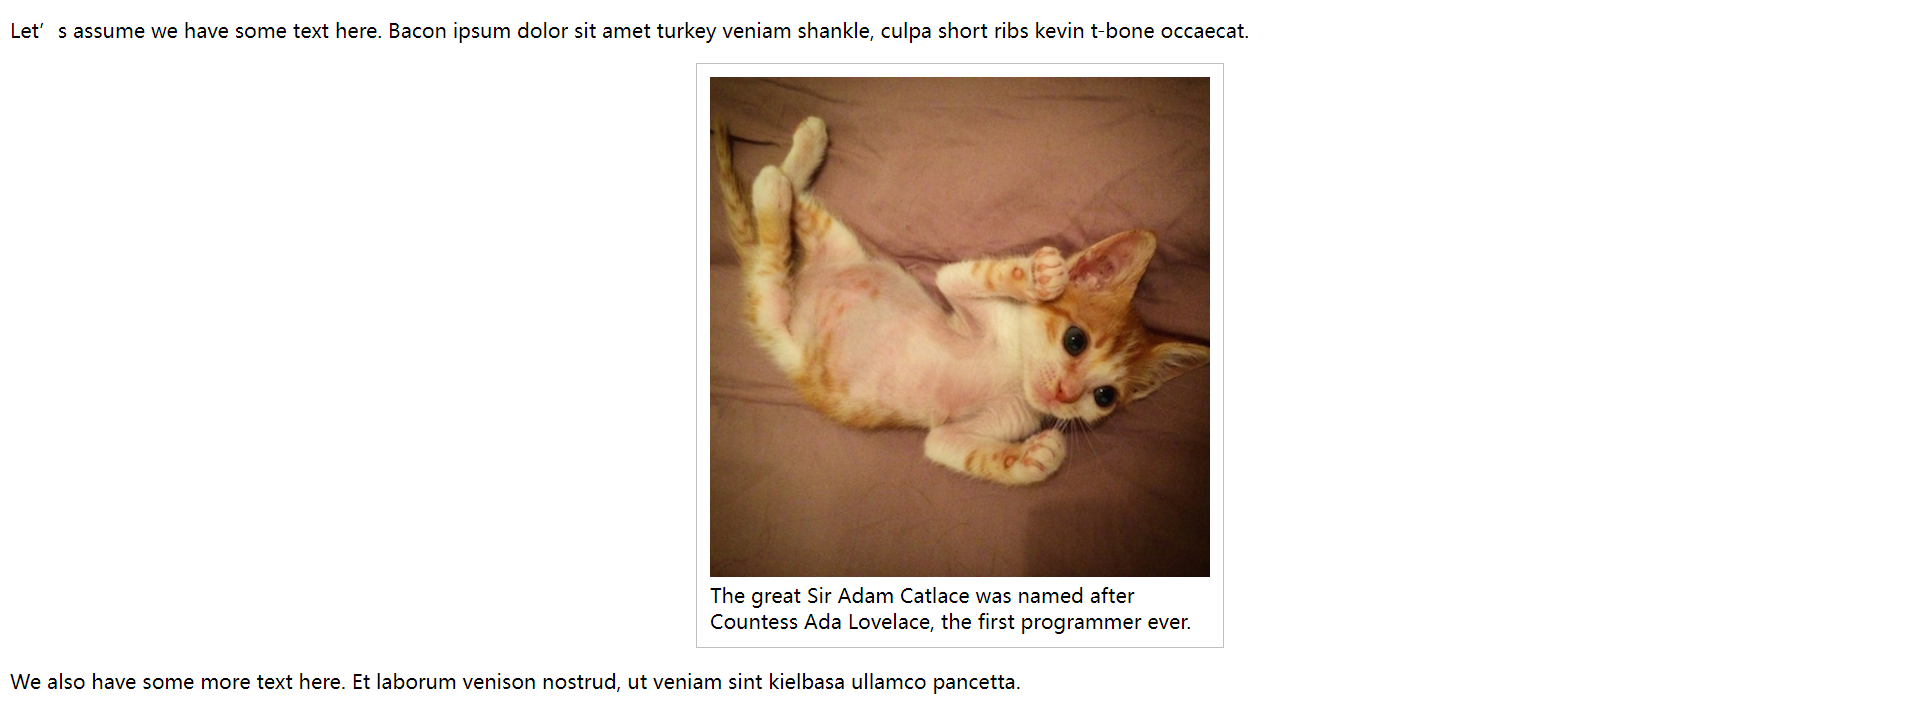 Let’s assume we have some text here. Bacon ipsum dolor sit amet turkey veniam shankle, culpa short ribs kevin t-bone occaecat.
The great Sir Adam Catlace was named after
Countess Ada Lovelace, the first programmer ever.
We also have some more text here. Et laborum venison nostrud, ut veniam sint kielbasa ullamco pancetta.